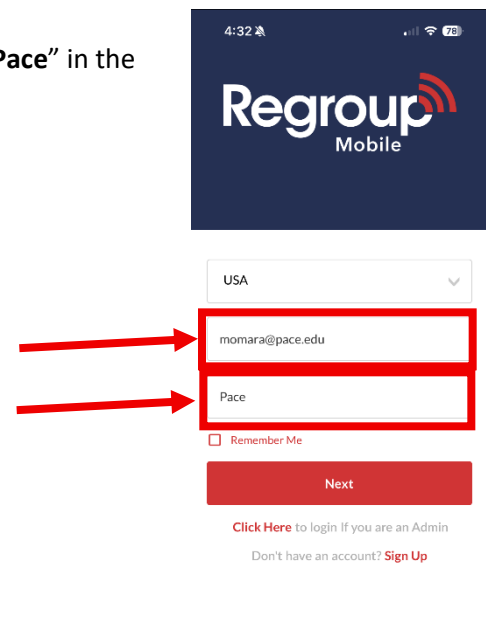 Pace” in the
4:32
78
Regroup
Mobile
USA
momara@pace.edu
Pace
Remember Me
Next
Click Here to login If you are an Admin
Don't have an account? Sign Up